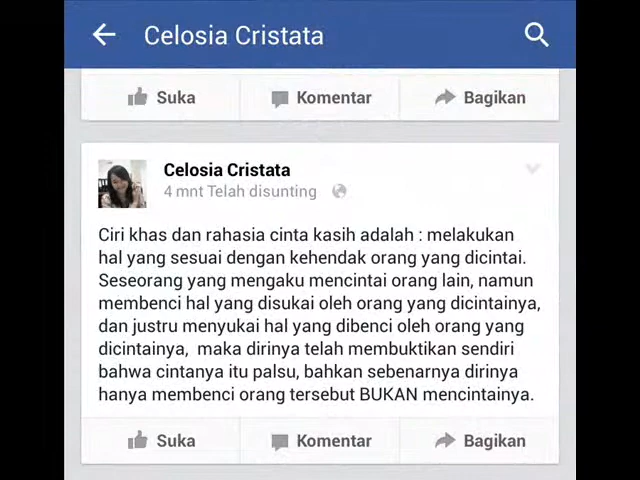 Celosia Cristata
Suka Komentar Bagikan
Celosia Cristata
4 mnt Telah disunting
Ciri khas dan rahasia cinta kasih adalah : melakukan
hal yang sesuai dengan kehendak orang yang dicintai.
Seseorang yang mengaku mencintai orang lain, namun
membenci hal yang disukai oleh orang yang dicintainya,
dan justru menyukai hal yang dibenci oleh orang yang
dicintainya, maka dirinya telah membuktikan sendiri
bahwa cintanya itu palsu, bahkan sebenarnya dirinya
hanya membenci orang tersebut BUKAN mencintainya.
Suka Komentar Bagikan